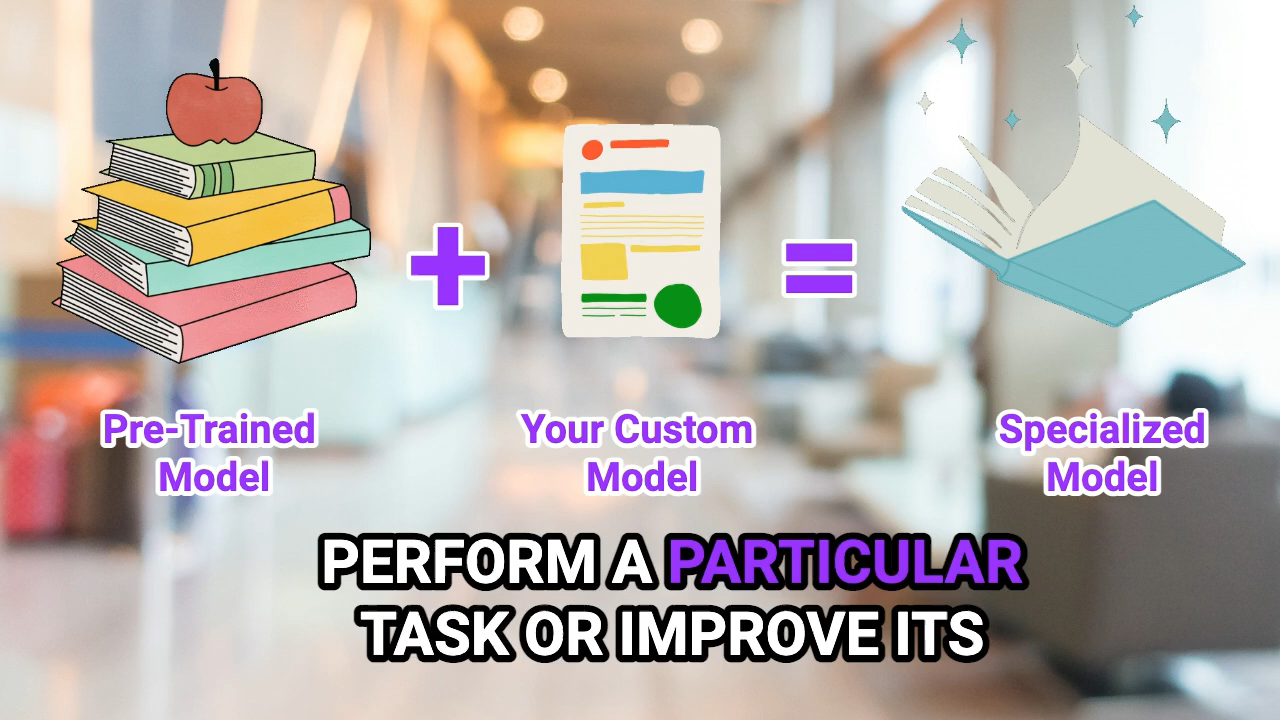 Pre-Trained
Model
+
Your Custom
Model
=
Specialized
Model
PERFORM A PARTICULAR
TASK OR IMPROVE ITS